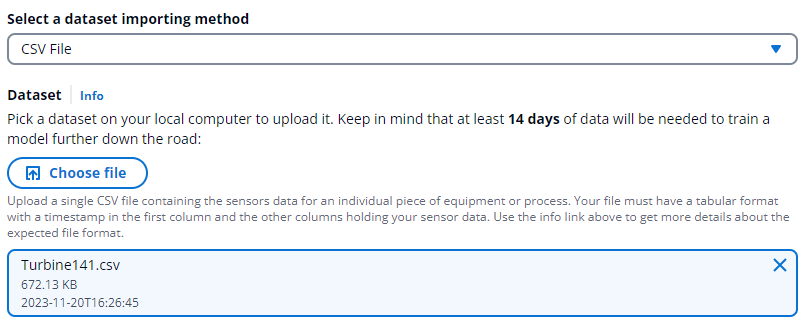 Select a dataset importing method
CSV File
Dataset Info
Pick a dataset on your local computer to upload it. Keep in mind that at least 14 days of data will be needed to train a
model further down the road:
Choose file
Upload a single CSV file containing the sensors data for an individual piece of equipment or process. Your file must have a tabular format
with a timestamp in the first column and the other columns holding your sensor data. Use the info link above to get more details about the
expected file format.
Turbine141.csv
672.13 KB
2023-11-20T16:26:45